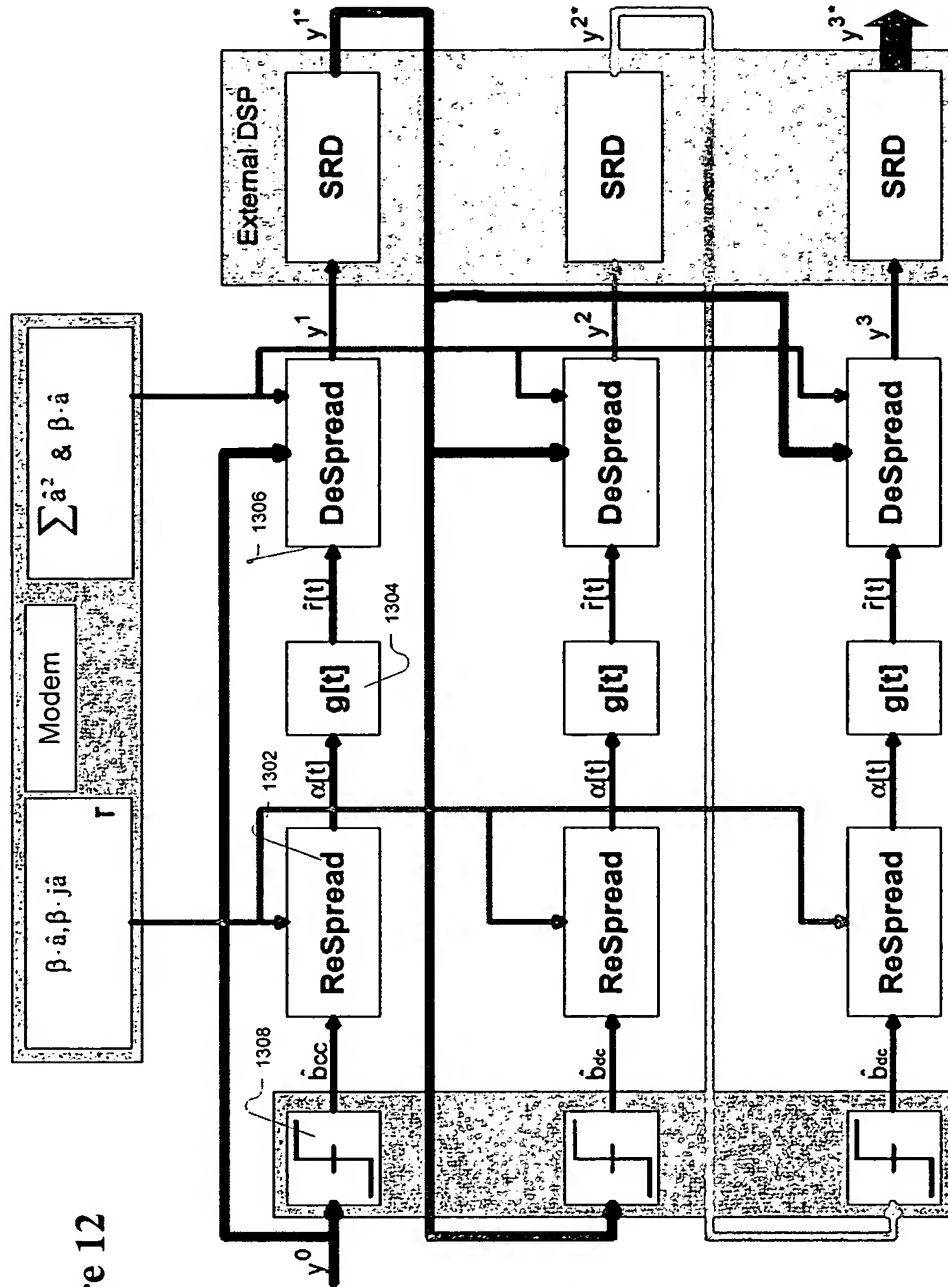 re 12
β·â, β·jâ
Modem
Σâ² & β·â
External DSP
y⁰
1308
b̂cc
ReSpread
1302
α[t]
g[t]
1304
r̂[t]
1306
DeSpread
y¹
SRD
y¹*
b̂dc
ReSpread
α[t]
g[t]
r̂[t]
DeSpread
y²
SRD
y²*
b̂dc
ReSpread
α[t]
g[t]
r̂[t]
DeSpread
y³
SRD
y³*